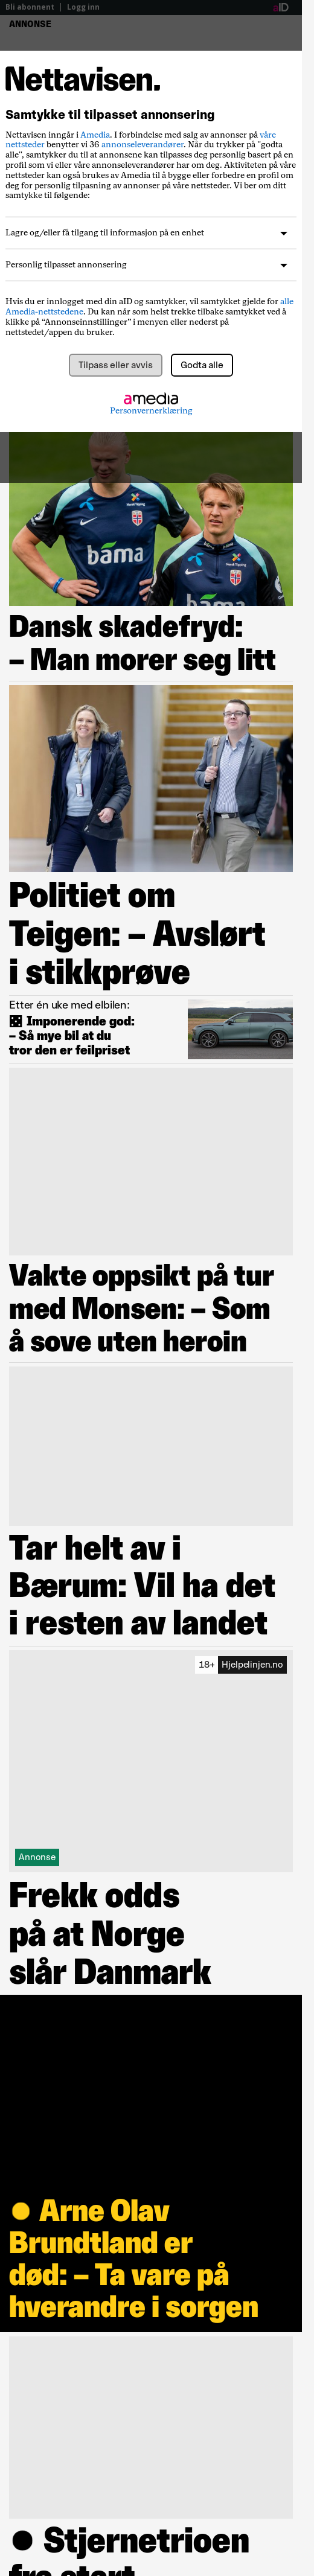 Bli abonnent | Logg inn
aID
ANNONSE
Nettavisen.
Samtykke til tilpasset annonsering
Nettavisen inngår i Amedia. I forbindelse med salg av annonser på våre
nettsteder benytter vi 36 annonseleverandører. Når du trykker på "godta
alle", samtykker du til at annonsene kan tilpasses deg personlig basert på en
profil som vi eller våre annonseleverandører har om deg. Aktiviteten på våre
nettsteder kan også brukes av Amedia til å bygge eller forbedre en profil om
deg for personlig tilpasning av annonser på våre nettsteder. Vi ber om ditt
samtykke til følgende:
Lagre og/eller få tilgang til informasjon på en enhet
Personlig tilpasset annonsering
Hvis du er innlogget med din aID og samtykker, vil samtykket gjelde for alle
Amedia-nettstedene. Du kan når som helst trekke tilbake samtykket ved å
klikke på “Annonseinnstillinger” i menyen eller nederst på
nettstedet/appen du bruker.
Tilpass eller avvis
Godta alle
amedia
Personvernerklæring
bama
bama
Dansk skadefryd:
– Man morer seg litt
Politiet om
Teigen: – Avslørt
i stikkprøve
Etter én uke med elbilen:
Imponerende god:
– Så mye bil at du
tror den er feilpriset
Vakte oppsikt på tur
med Monsen: – Som
å sove uten heroin
Tar helt av i
Bærum: Vil ha det
i resten av landet
18+ Hjelpelinjen.no
Annonse
Frekk odds
på at Norge
slår Danmark
● Arne Olav
Brundtland er
død: – Ta vare på
hverandre i sorgen
● Stjernetrioen